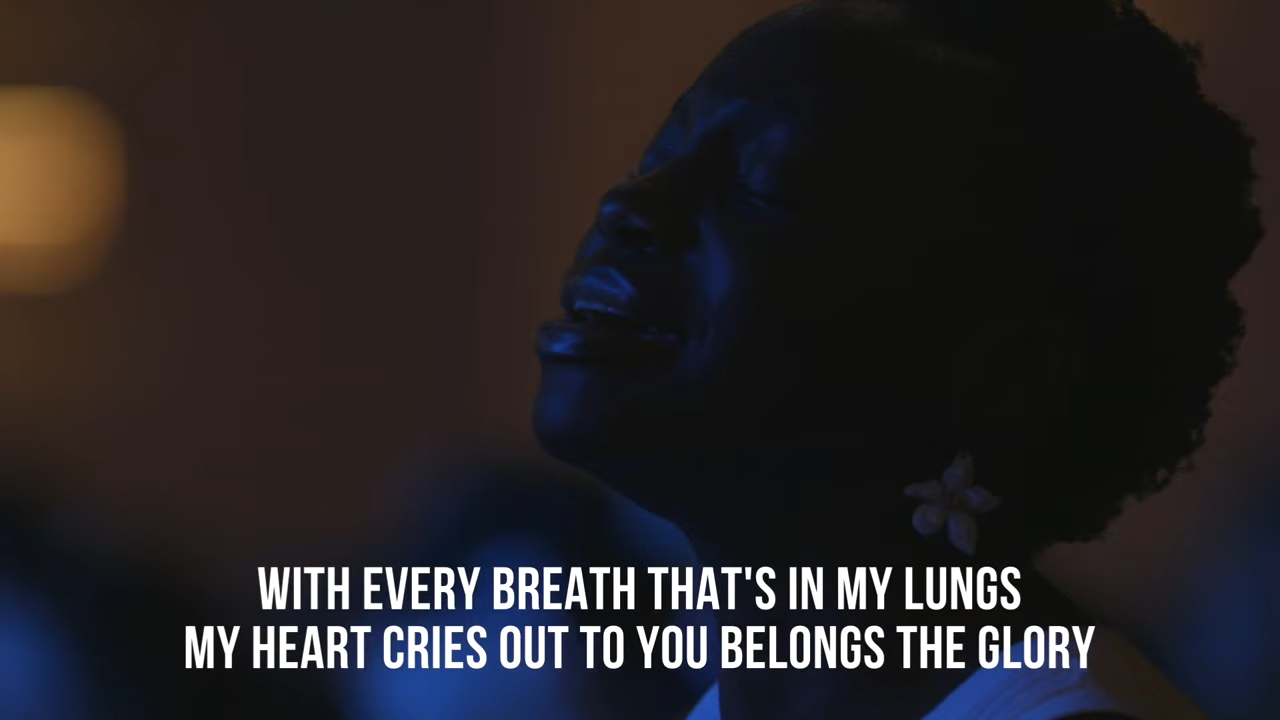 WITH EVERY BREATH THAT'S IN MY LUNGS
MY HEART CRIES OUT TO YOU BELONGS THE GLORY